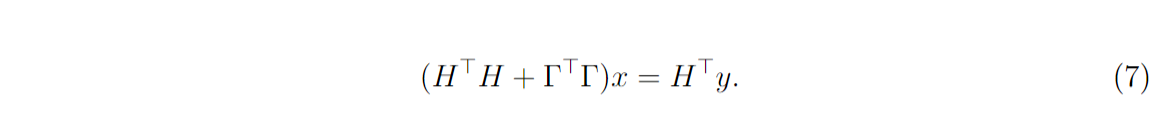 (H⊤H + Γ⊤Γ)x = H⊤y. (7)